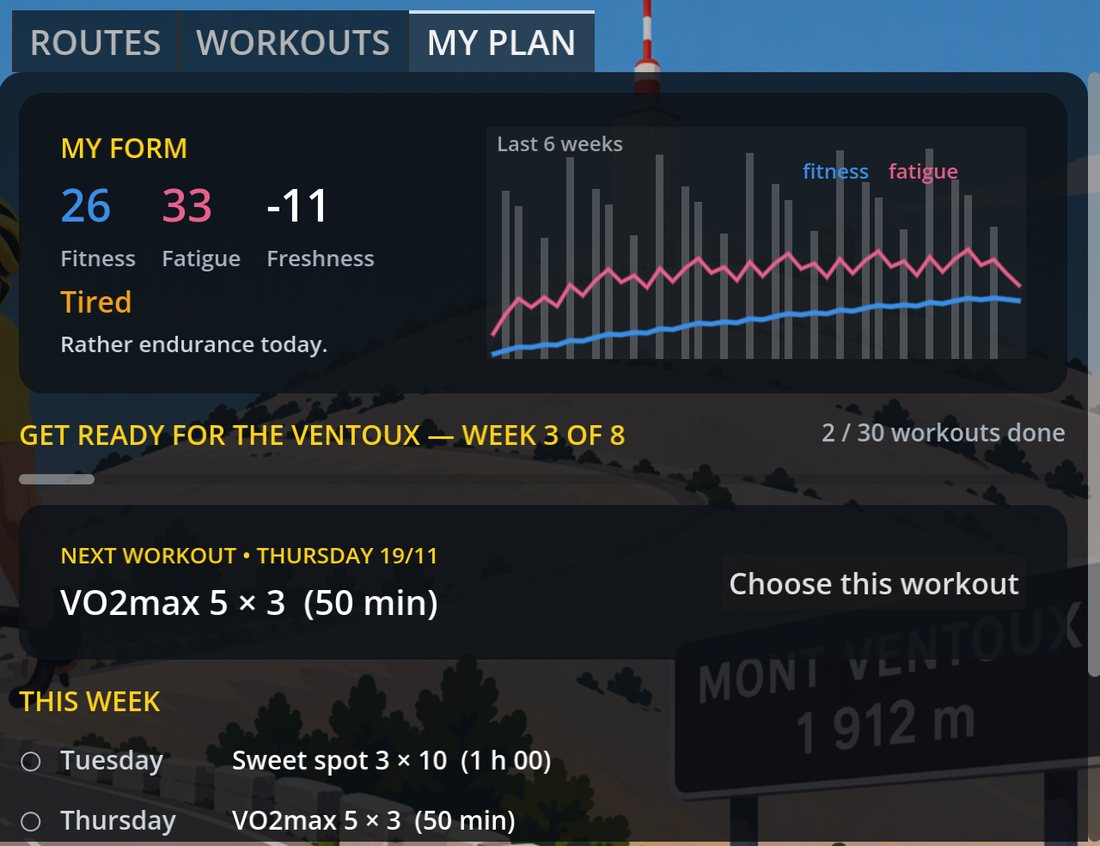 ROUTES WORKOUTS MY PLAN
MY FORM
26 33 -11
Fitness Fatigue Freshness
Tired
Rather endurance today.
Last 6 weeks
fitness fatigue
GET READY FOR THE VENTOUX — WEEK 3 OF 8
2 / 30 workouts done
NEXT WORKOUT • THURSDAY 19/11
VO2max 5 × 3 (50 min)
Choose this workout
MONT VENTOUX
1 912 m
THIS WEEK
○ Tuesday Sweet spot 3 × 10 (1 h 00)
○ Thursday VO2max 5 × 3 (50 min)